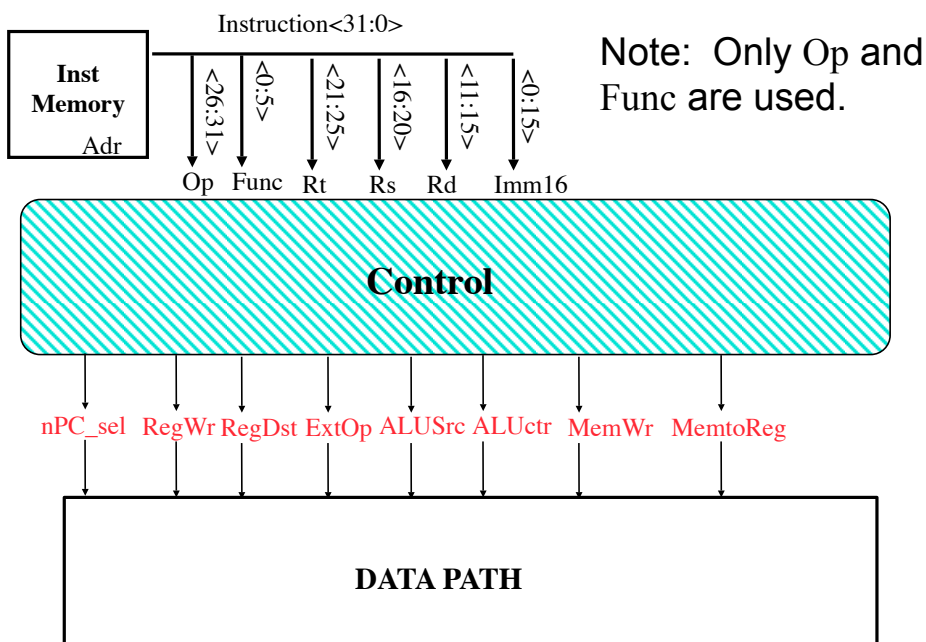 Instruction<31:0>
Note: Only Op and
Func are used.
Inst
Memory
Adr
<26:31>
<0:5>
<21:25>
<16:20>
<11:15>
<0:15>
Op Func Rt Rs Rd Imm16
Control
nPC_sel RegWr RegDst ExtOp ALUSrc ALUctr MemWr MemtoReg
DATA PATH